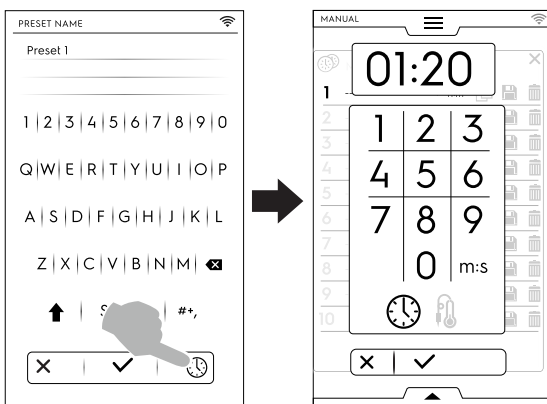 PRESET NAME
Preset 1
1 2 3 4 5 6 7 8 9 0
Q W E R T Y U I O P
A S D F G H J K L
Z X C V B N M
S
#+,
MANUAL
01:20
1
2
3
4
5
6
7
8
9
10
1 2 3
4 5 6
7 8 9
0 m:s